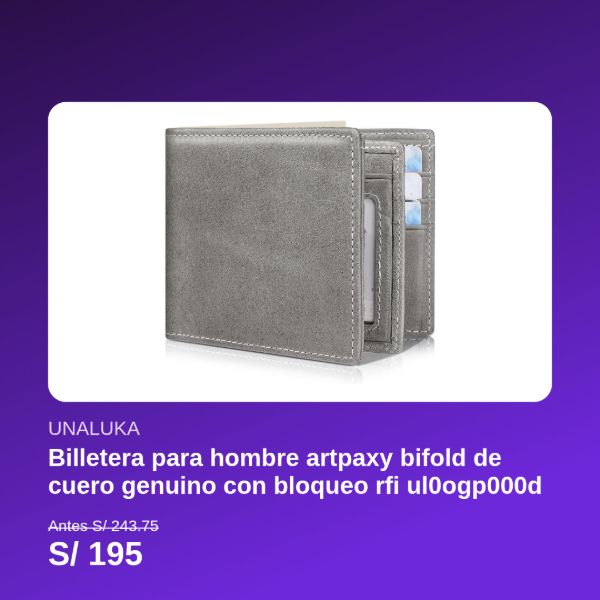 UNALUKA
Billetera para hombre artpaxy bifold de
cuero genuino con bloqueo rfi ul0ogp000d
Antes S/ 243.75
S/ 195